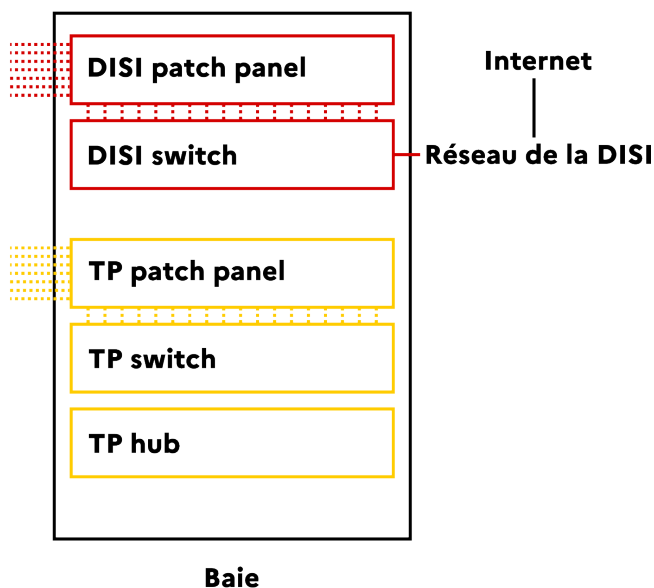 DISI patch panel
Internet
DISI switch
Réseau de la DISI
TP patch panel
TP switch
TP hub
Baie